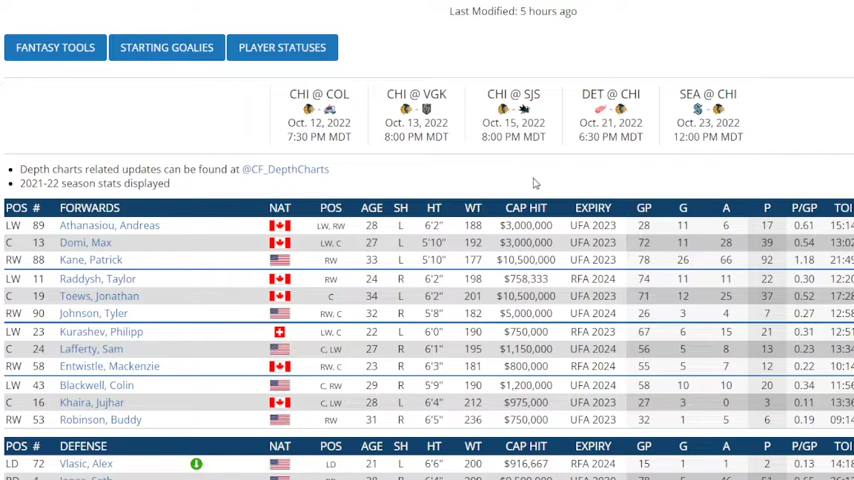 Last Modified: 5 hours ago
FANTASY TOOLS STARTING GOALIES PLAYER STATUSES
CHI @ COL CHI @ VGK CHI @ SJS DET @ CHI SEA @ CHI
Oct. 12, 2022 Oct. 13, 2022 Oct. 15, 2022 Oct. 21, 2022 Oct. 23, 2022
7:30 PM MDT 8:00 PM MDT 8:00 PM MDT 6:30 PM MDT 12:00 PM MDT
Depth charts related updates can be found at @CF_DepthCharts
2021-22 season stats displayed
POS # FORWARDS NAT POS AGE SH HT WT CAP HIT EXPIRY GP G A P P/GP TOI
LW 89 Athanasiou, Andreas LW, RW 28 L 6'2" 188 $3,000,000 UFA 2023 28 11 6 17 0.61 15:14
C 13 Domi, Max LW, C 27 L 5'10" 192 $3,000,000 UFA 2023 72 11 28 39 0.54 13:02
RW 88 Kane, Patrick RW 33 L 5'10" 177 $10,500,000 UFA 2023 78 26 66 92 1.18 21:49
LW 11 Raddysh, Taylor RW 24 R 6'2" 198 $758,333 RFA 2023 74 11 11 22 0.30 12:20
C 19 Toews, Jonathan C 34 L 6'2" 201 $10,500,000 UFA 2023 71 12 25 37 0.52 17:28
RW 90 Johnson, Tyler RW, C 32 R 5'8" 182 $5,000,000 UFA 2024 26 3 4 7 0.27 12:58
LW 23 Kurashev, Philipp LW, C 22 L 6'0" 190 $750,000 RFA 2023 67 6 15 21 0.31 12:51
C 24 Lafferty, Sam C, LW 27 R 6'1" 195 $1,150,000 UFA 2024 56 5 8 13 0.23 13:34
RW 58 Entwistle, Mackenzie RW, C 23 R 6'3" 181 $800,000 RFA 2023 55 5 7 12 0.22 10:14
LW 43 Blackwell, Colin C, RW 29 R 5'9" 190 $1,200,000 UFA 2024 58 10 10 20 0.34 11:56
C 16 Khaira, Jujhar C, LW 28 L 6'4" 212 $975,000 UFA 2023 27 3 0 3 0.11 13:36
RW 53 Robinson, Buddy RW 31 R 6'5" 236 $750,000 UFA 2023 32 1 5 6 0.19 09:14
POS # DEFENSE NAT POS AGE SH HT WT CAP HIT EXPIRY GP G A P P/GP TOI
LD 72 Vlasic, Alex LD 21 L 6'6" 200 $916,667 RFA 2024 15 1 1 2 0.13 14:18